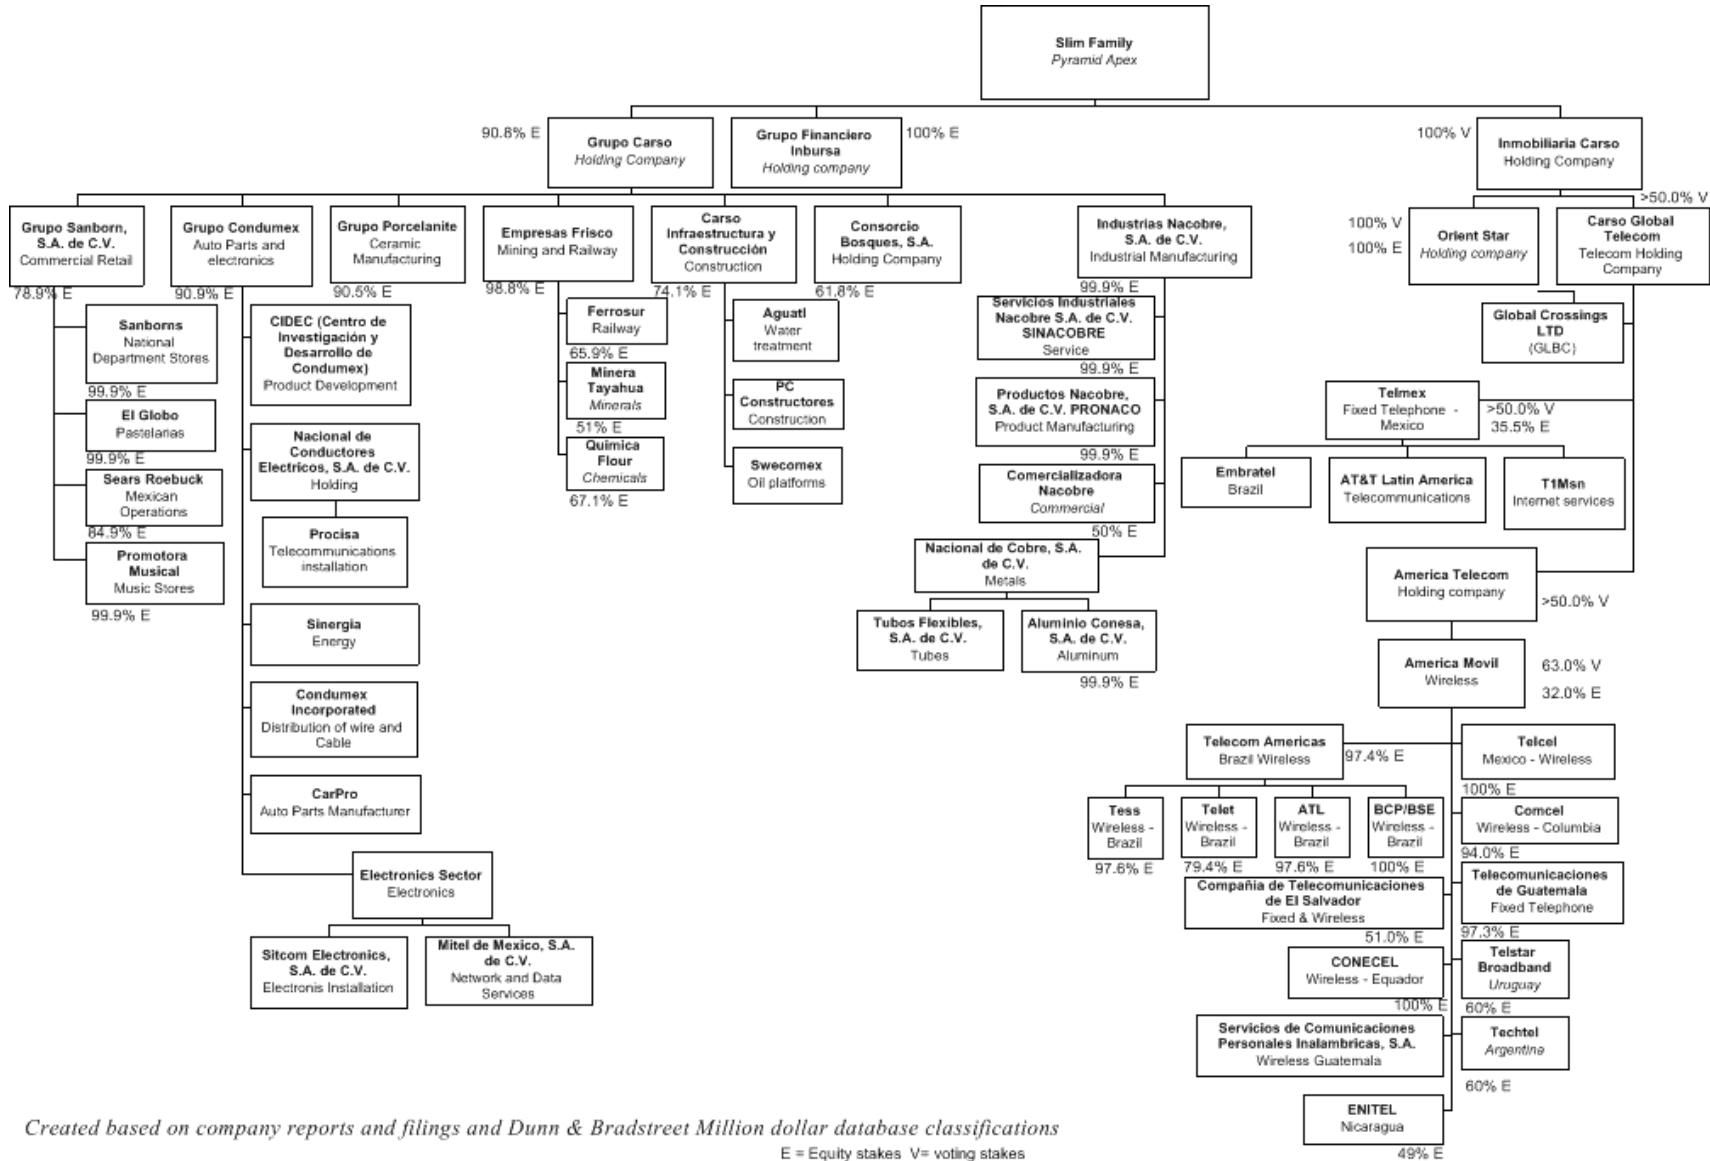 Slim Family
Pyramid Apex
90.8% E
Grupo Carso
Holding Company
Grupo Financiero
Inbursa
Holding company
100% E
100% V
Inmobiliaria Carso
Holding Company
Grupo Sanborn,
S.A. de C.V.
Commercial Retail
78.9% E
Grupo Condumex
Auto Parts and
electronics
90.9% E
Grupo Porcelanite
Ceramic
Manufacturing
90.5% E
Empresas Frisco
Mining and Railway
98.8% E
Carso
Infraestructura y
Construcción
Construction
74.1% E
Consorcio
Bosques, S.A.
Holding Company
61.8% E
Industrias Nacobre,
S.A. de C.V.
Industrial Manufacturing
99.9% E
100% V
100% E
Orient Star
Holding company
>50.0% V
Carso Global
Telecom
Telecom Holding
Company
Sanborns
National
Department Stores
99.9% E
El Globo
Pastelarias
99.9% E
Sears Roebuck
Mexican
Operations
84.9% E
Promotora
Musical
Music Stores
99.9% E
CIDEC (Centro de
Investigación y
Desarrollo de
Condumex)
Product Development
Nacional de
Conductores
Electricos, S.A. de C.V.
Holding
Procisa
Telecommunications
installation
Sinergia
Energy
Condumex
Incorporated
Distribution of wire and
Cable
CarPro
Auto Parts Manufacturer
Electronics Sector
Electronics
Sitcom Electronics,
S.A. de C.V.
Electronis Installation
Mitel de Mexico, S.A.
de C.V.
Network and Data
Services
Ferrosur
Railway
65.9% E
Minera
Tayahua
Minerals
51% E
Quimica
Flour
Chemicals
67.1% E
Aguatl
Water
treatment
PC
Constructores
Construction
Swecomex
Oil platforms
Servicios Industriales
Nacobre S.A. de C.V.
SINACOBRE
Service
99.9% E
Productos Nacobre,
S.A. de C.V. PRONACO
Product Manufacturing
99.9% E
Comercializadora
Nacobre
Commercial
50% E
Nacional de Cobre, S.A.
de C.V.
Metals
Tubos Flexibles,
S.A. de C.V.
Tubes
Aluminio Conesa,
S.A. de C.V.
Aluminum
99.9% E
Global Crossings
LTD
(GLBC)
Telmex
Fixed Telephone -
Mexico
>50.0% V
35.5% E
Embratel
Brazil
AT&T Latin America
Telecommunications
T1Msn
Internet services
America Telecom
Holding company
>50.0% V
America Movil
Wireless
63.0% V
32.0% E
Telecom Americas
Brazil Wireless
97.4% E
Telcel
Mexico - Wireless
100% E
Tess
Wireless -
Brazil
97.6% E
Telet
Wireless -
Brazil
79.4% E
ATL
Wireless -
Brazil
97.6% E
BCP/BSE
Wireless -
Brazil
100% E
Comcel
Wireless - Columbia
94.0% E
Compañia de Telecomunicaciones
de El Salvador
Fixed & Wireless
51.0% E
Telecomunicaciones
de Guatemala
Fixed Telephone
97.3% E
CONECEL
Wireless - Equador
100% E
Telstar
Broadband
Uruguay
60% E
Servicios de Comunicaciones
Personales Inalambricas, S.A.
Wireless Guatemala
Techtel
Argentina
60% E
ENITEL
Nicaragua
49% E
Created based on company reports and filings and Dunn & Bradstreet Million dollar database classifications
E = Equity stakes V= voting stakes